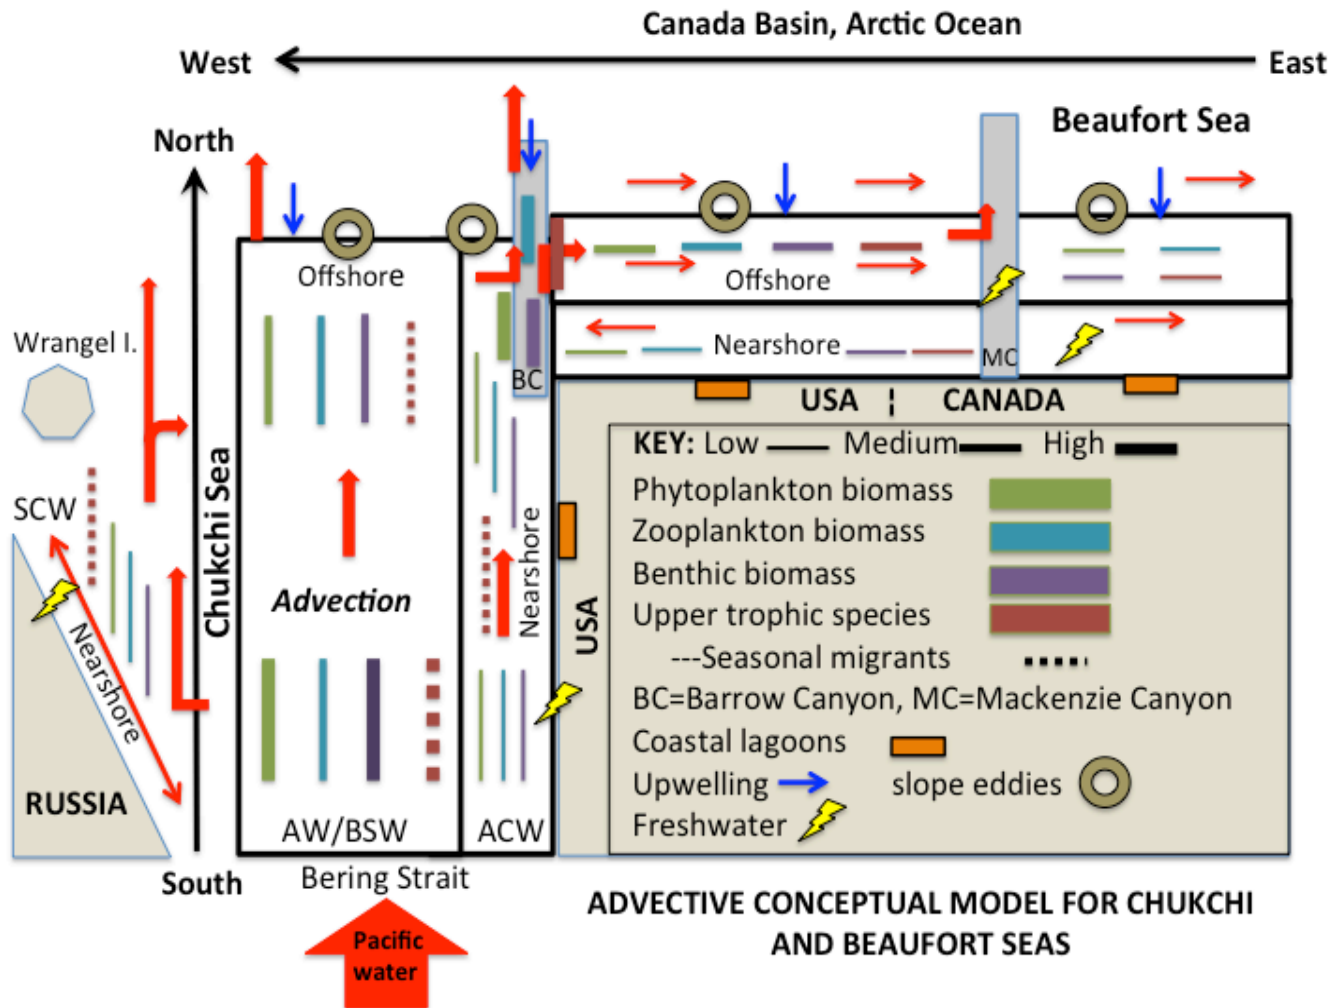 Canada Basin, Arctic Ocean
West
East
North
Beaufort Sea
Offshore
Offshore
Wrangel I.
Nearshore
MC
BC
USA ¦ CANADA
KEY: Low Medium High
SCW
Phytoplankton biomass
Chukchi Sea
Zooplankton biomass
Nearshore
Benthic biomass
Advection
USA
Upper trophic species
---Seasonal migrants
Nearshore
BC=Barrow Canyon, MC=Mackenzie Canyon
Coastal lagoons
Upwelling
slope eddies
RUSSIA
AW/BSW
ACW
Freshwater
South
Bering Strait
ADVECTIVE CONCEPTUAL MODEL FOR CHUKCHI
AND BEAUFORT SEAS
Pacific
water